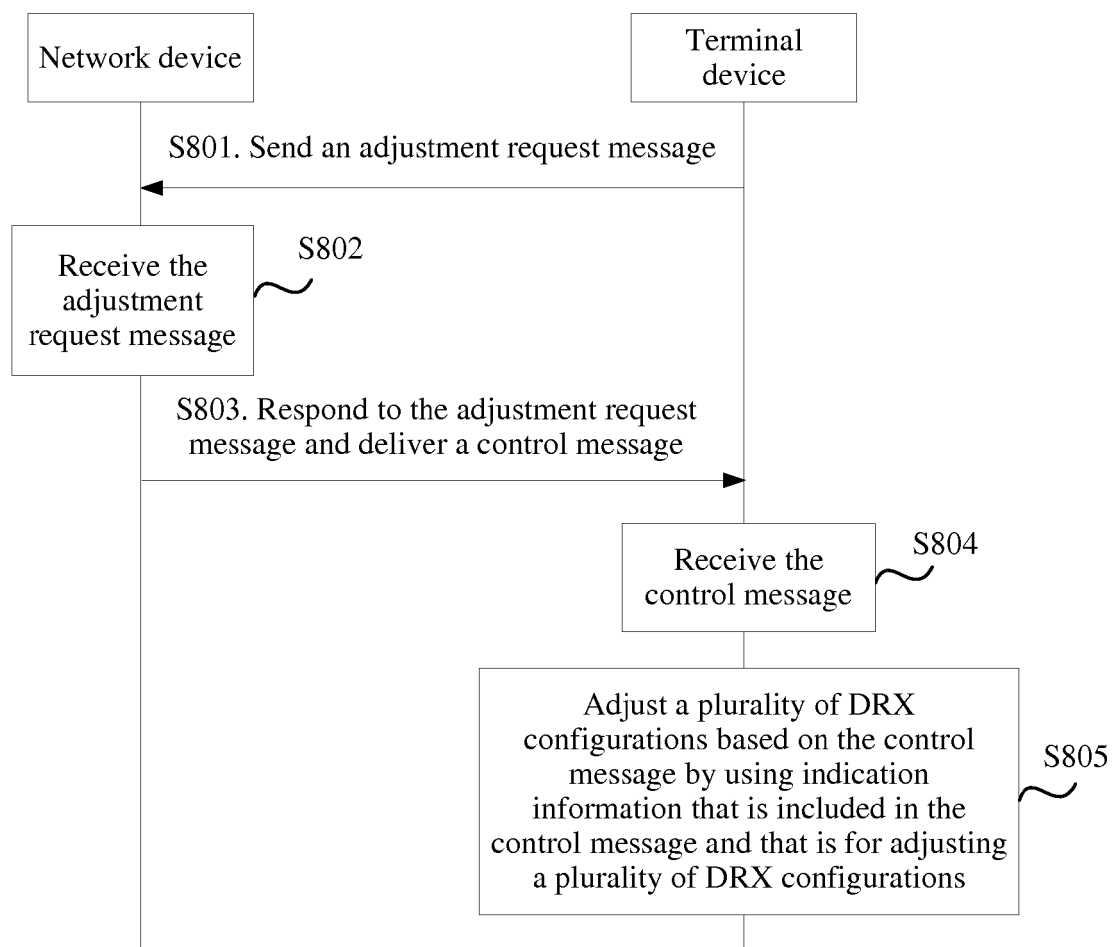 Network device
Terminal
device
S801. Send an adjustment request message
S802
Receive the
adjustment
request message
S803. Respond to the adjustment request
message and deliver a control message
S804
Receive the
control message
Adjust a plurality of DRX
configurations based on the control
message by using indication
information that is included in the
control message and that is for adjusting
a plurality of DRX configurations
S805